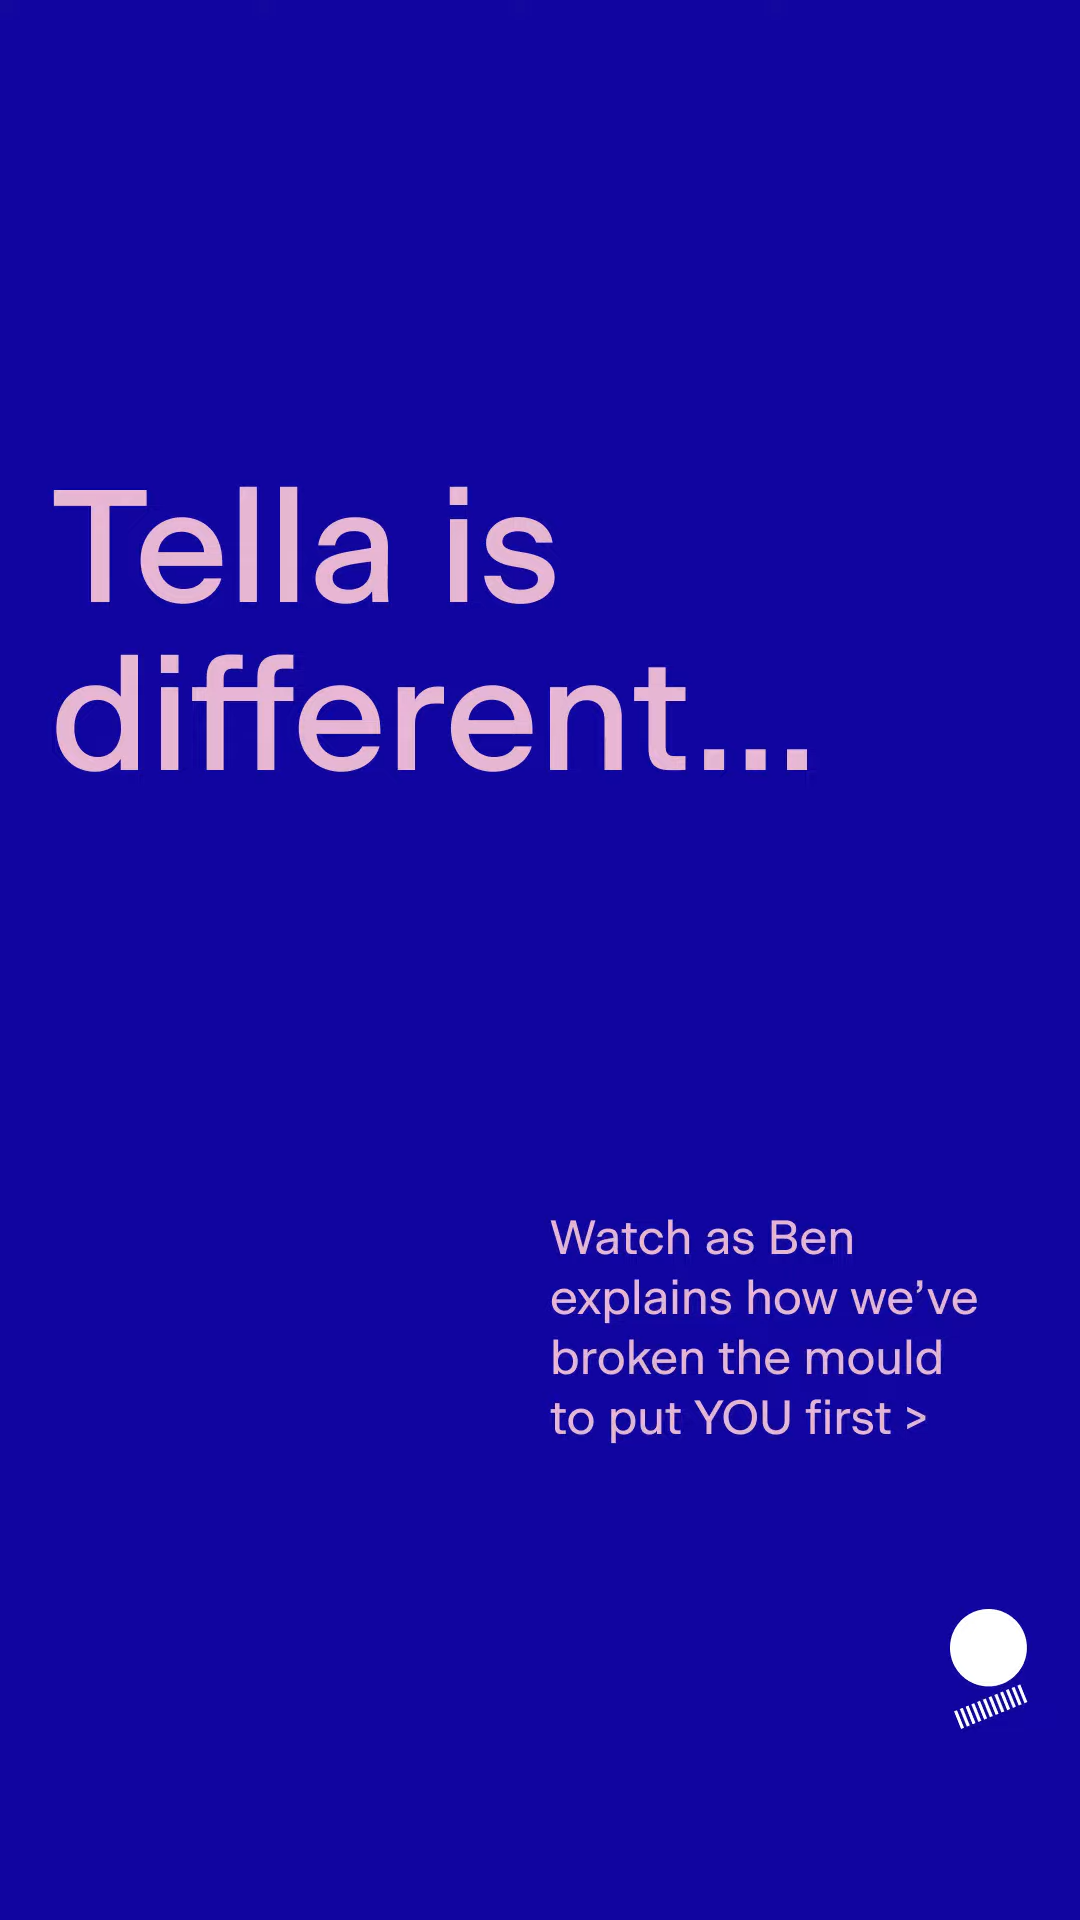 Tella is
different...
Watch as Ben
explains how we’ve
broken the mould
to put YOU first >